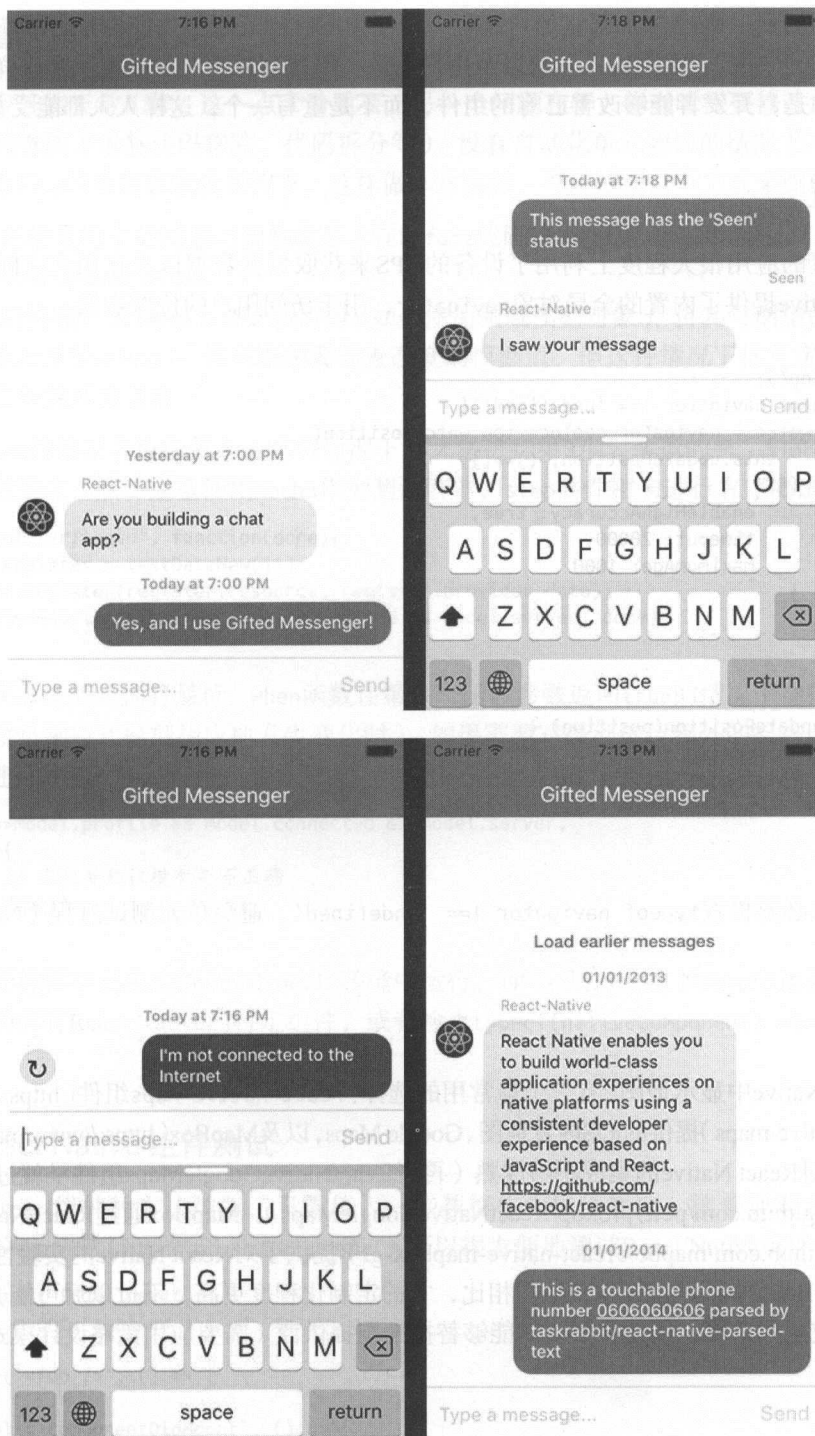 Carrier 7:16 PM
Gifted Messenger
Yesterday at 7:00 PM
React-Native
Are you building a chat
app?
Today at 7:00 PM
Yes, and I use Gifted Messenger!
Type a message...
Send
Carrier 7:18 PM
Gifted Messenger
Today at 7:18 PM
This message has the 'Seen'
status
Seen
React-Native
I saw your message
Type a message...
Send
Q W E R T Y U I O P
A S D F G H J K L
Z X C V B N M
123 space return
Carrier 7:16 PM
Gifted Messenger
Today at 7:16 PM
I'm not connected to the
Internet
Type a message...
Send
Q W E R T Y U I O P
A S D F G H J K L
Z X C V B N M
123 space return
Carrier 7:13 PM
Gifted Messenger
Load earlier messages
01/01/2013
React-Native
React Native enables you
to build world-class
application experiences on
native platforms using a
consistent developer
experience based on
JavaScript and React.
https://github.com/
facebook/react-native
01/01/2014
This is a touchable phone
number 0606060606 parsed by
taskrabbit/react-native-parsed-
text
Type a message...
Send